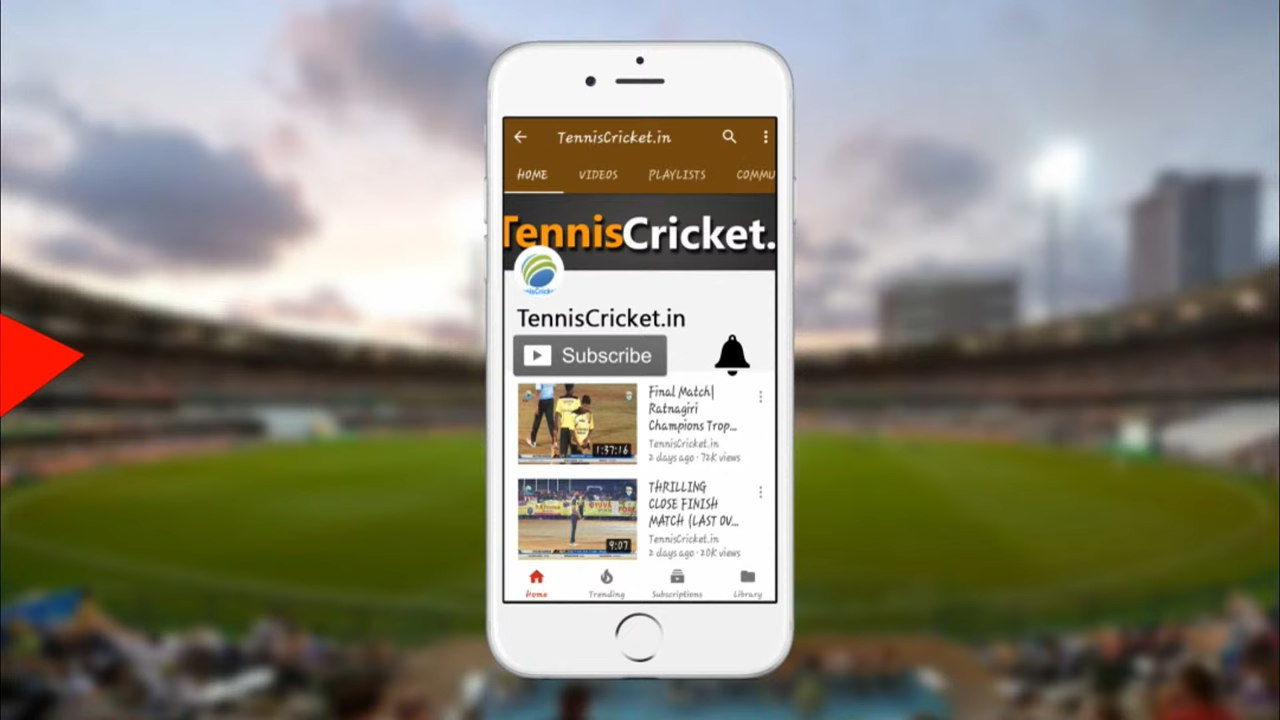 TennisCricket.in
HOME VIDEOS PLAYLISTS COMMU
TennisCricket.
TennisCricket.in
Subscribe
Final Match|
Ratnagiri
Champions Trop...
TennisCricket.in
2 days ago · 72K views
1:37:16
THRILLING
CLOSE FINISH
MATCH (LAST OV...
TennisCricket.in
2 days ago · 20K views
9:07
Home Trending Subscriptions Library